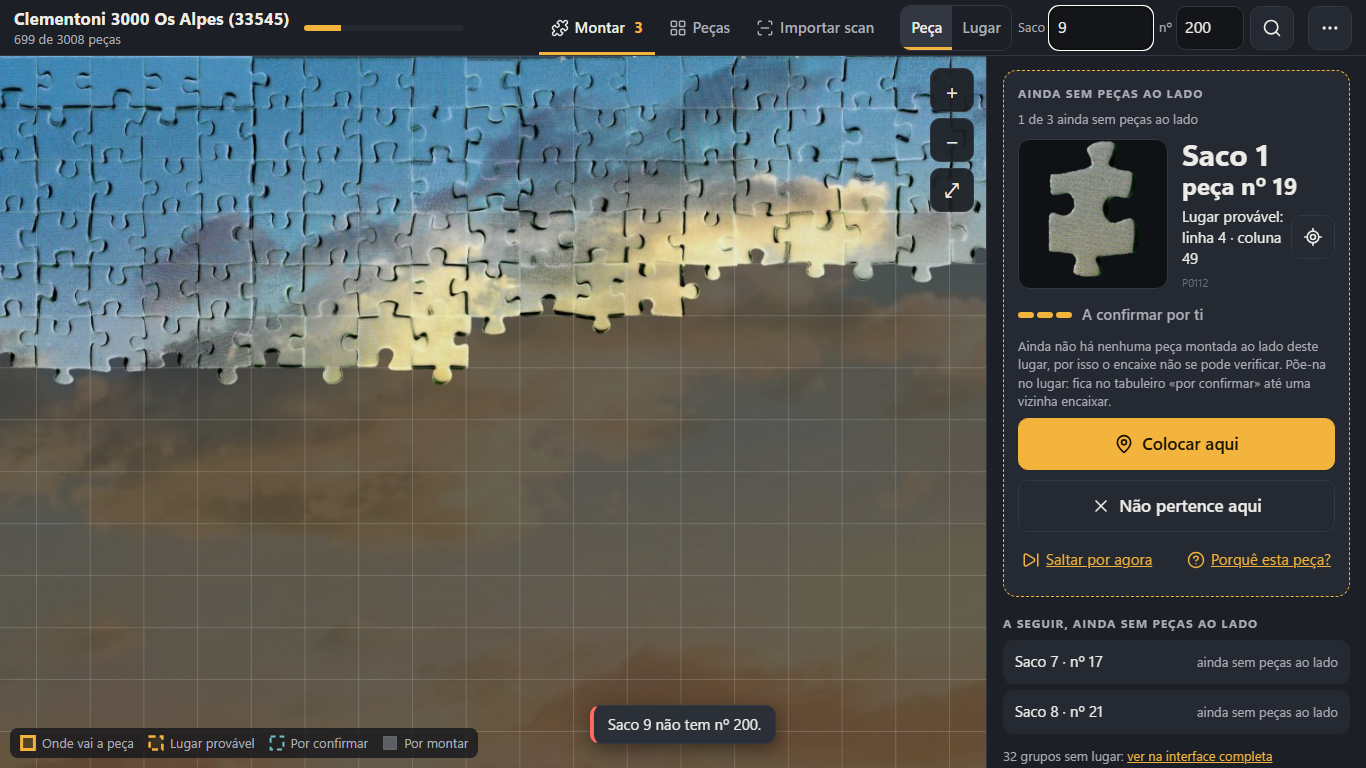 Clementoni 3000 Os Alpes (33545)
699 de 3008 peças
Montar 3
Peças
Importar scan
Peça
Lugar
Saco 9
nº 200
AINDA SEM PEÇAS AO LADO
1 de 3 ainda sem peças ao lado
Saco 1
peça nº 19
Lugar provável:
linha 4 · coluna
49
P0112
A confirmar por ti
Ainda não há nenhuma peça montada ao lado deste
lugar, por isso o encaixe não se pode verificar. Põe-na
no lugar: fica no tabuleiro «por confirmar» até uma
vizinha encaixar.
Colocar aqui
Não pertence aqui
Saltar por agora
Porquê esta peça?
A SEGUIR, AINDA SEM PEÇAS AO LADO
Saco 7 · nº 17
ainda sem peças ao lado
Saco 8 · nº 21
ainda sem peças ao lado
32 grupos sem lugar: ver na interface completa
Saco 9 não tem nº 200.
Onde vai a peça
Lugar provável
Por confirmar
Por montar